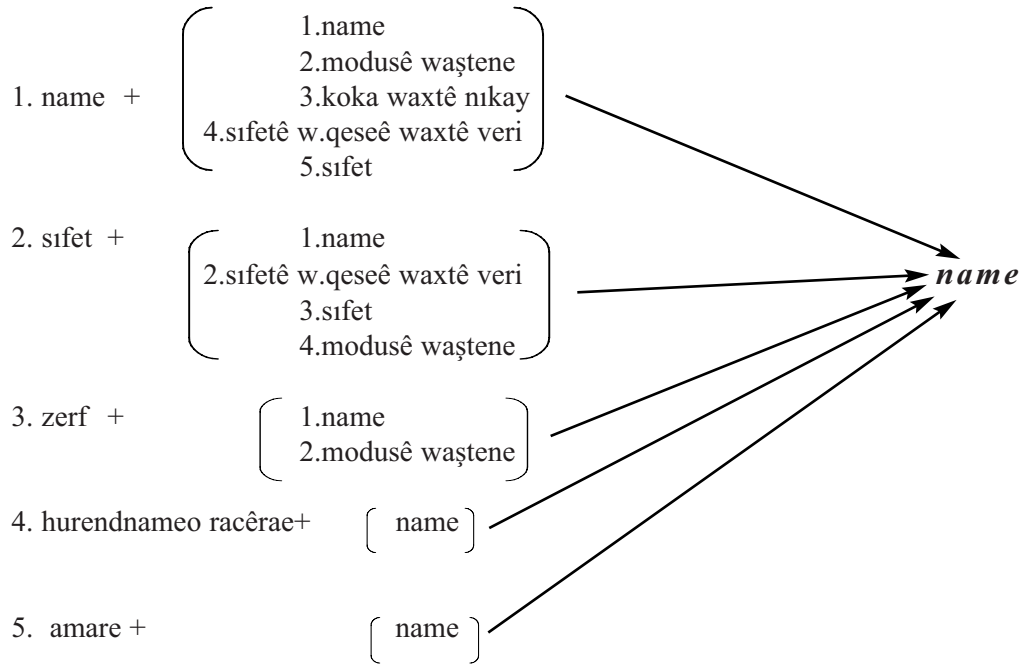 1.name
2.modusê waştene
1. name + 3.koka waxtê nıkay
4.sıfetê w.qeseê waxtê veri
5.sıfet
2. sıfet + 1.name
2.sıfetê w.qeseê waxtê veri
name
3.sıfet
4.modusê waştene
3. zerf + 1.name
2.modusê waştene
4. hurendnameo racêrae+ name
5. amare + name